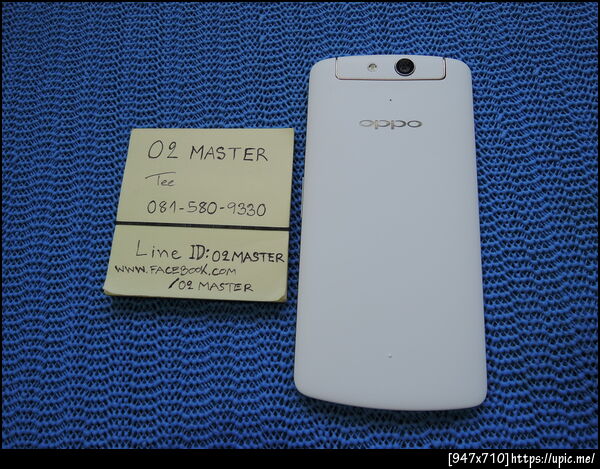 O2 MASTER
Tee
081-580-9330
Line ID: O2MASTER
WWW.FACEBOOK.COM
/O2 MASTER
oppo
[947x710]https://upic.me/